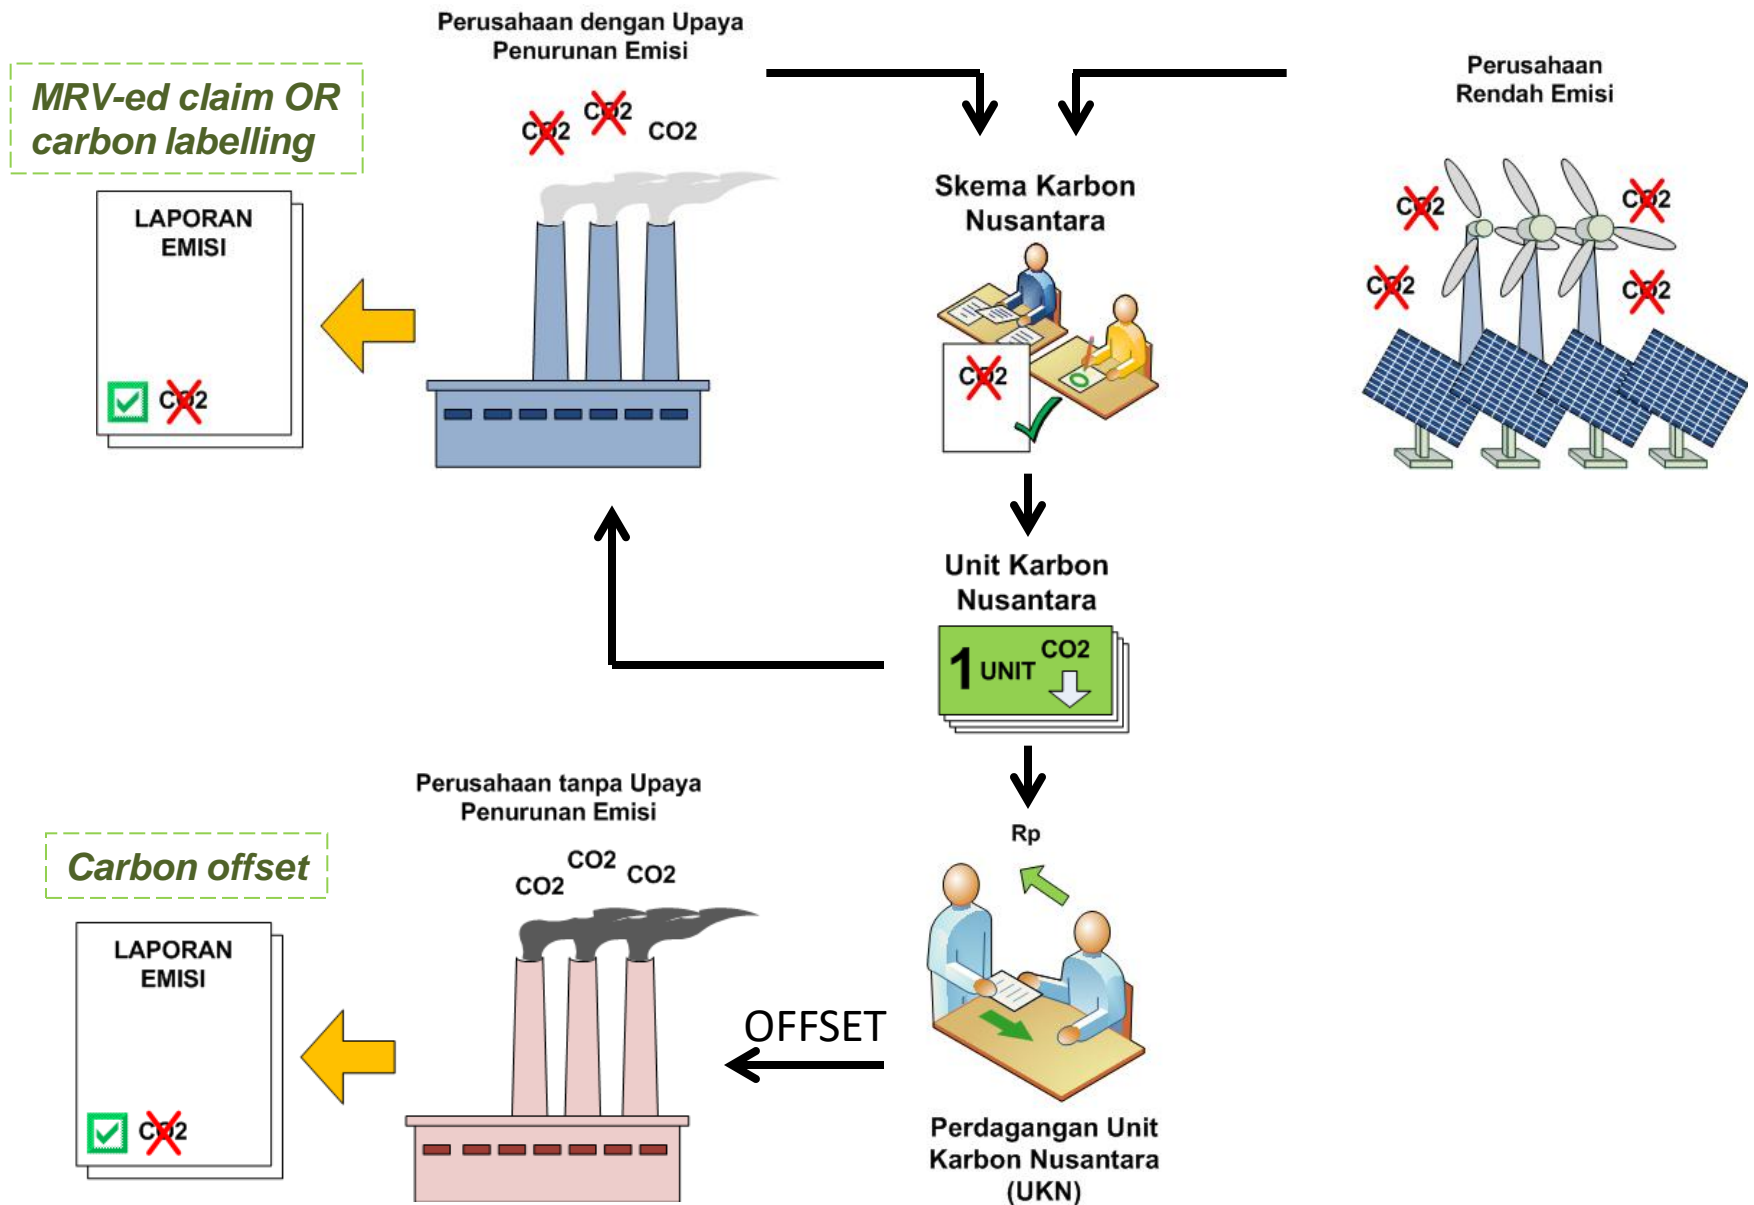 Perusahaan dengan Upaya
Penurunan Emisi
MRV-ed claim OR
carbon labelling
CO2
CO2
CO2
LAPORAN
EMISI
CO2
Skema Karbon
Nusantara
CO2
Perusahaan
Rendah Emisi
CO2
CO2
CO2
CO2
Unit Karbon
Nusantara
1 UNIT CO2
Perusahaan tanpa Upaya
Penurunan Emisi
Carbon offset
CO2
CO2
CO2
LAPORAN
EMISI
CO2
OFFSET
Rp
Perdagangan Unit
Karbon Nusantara
(UKN)